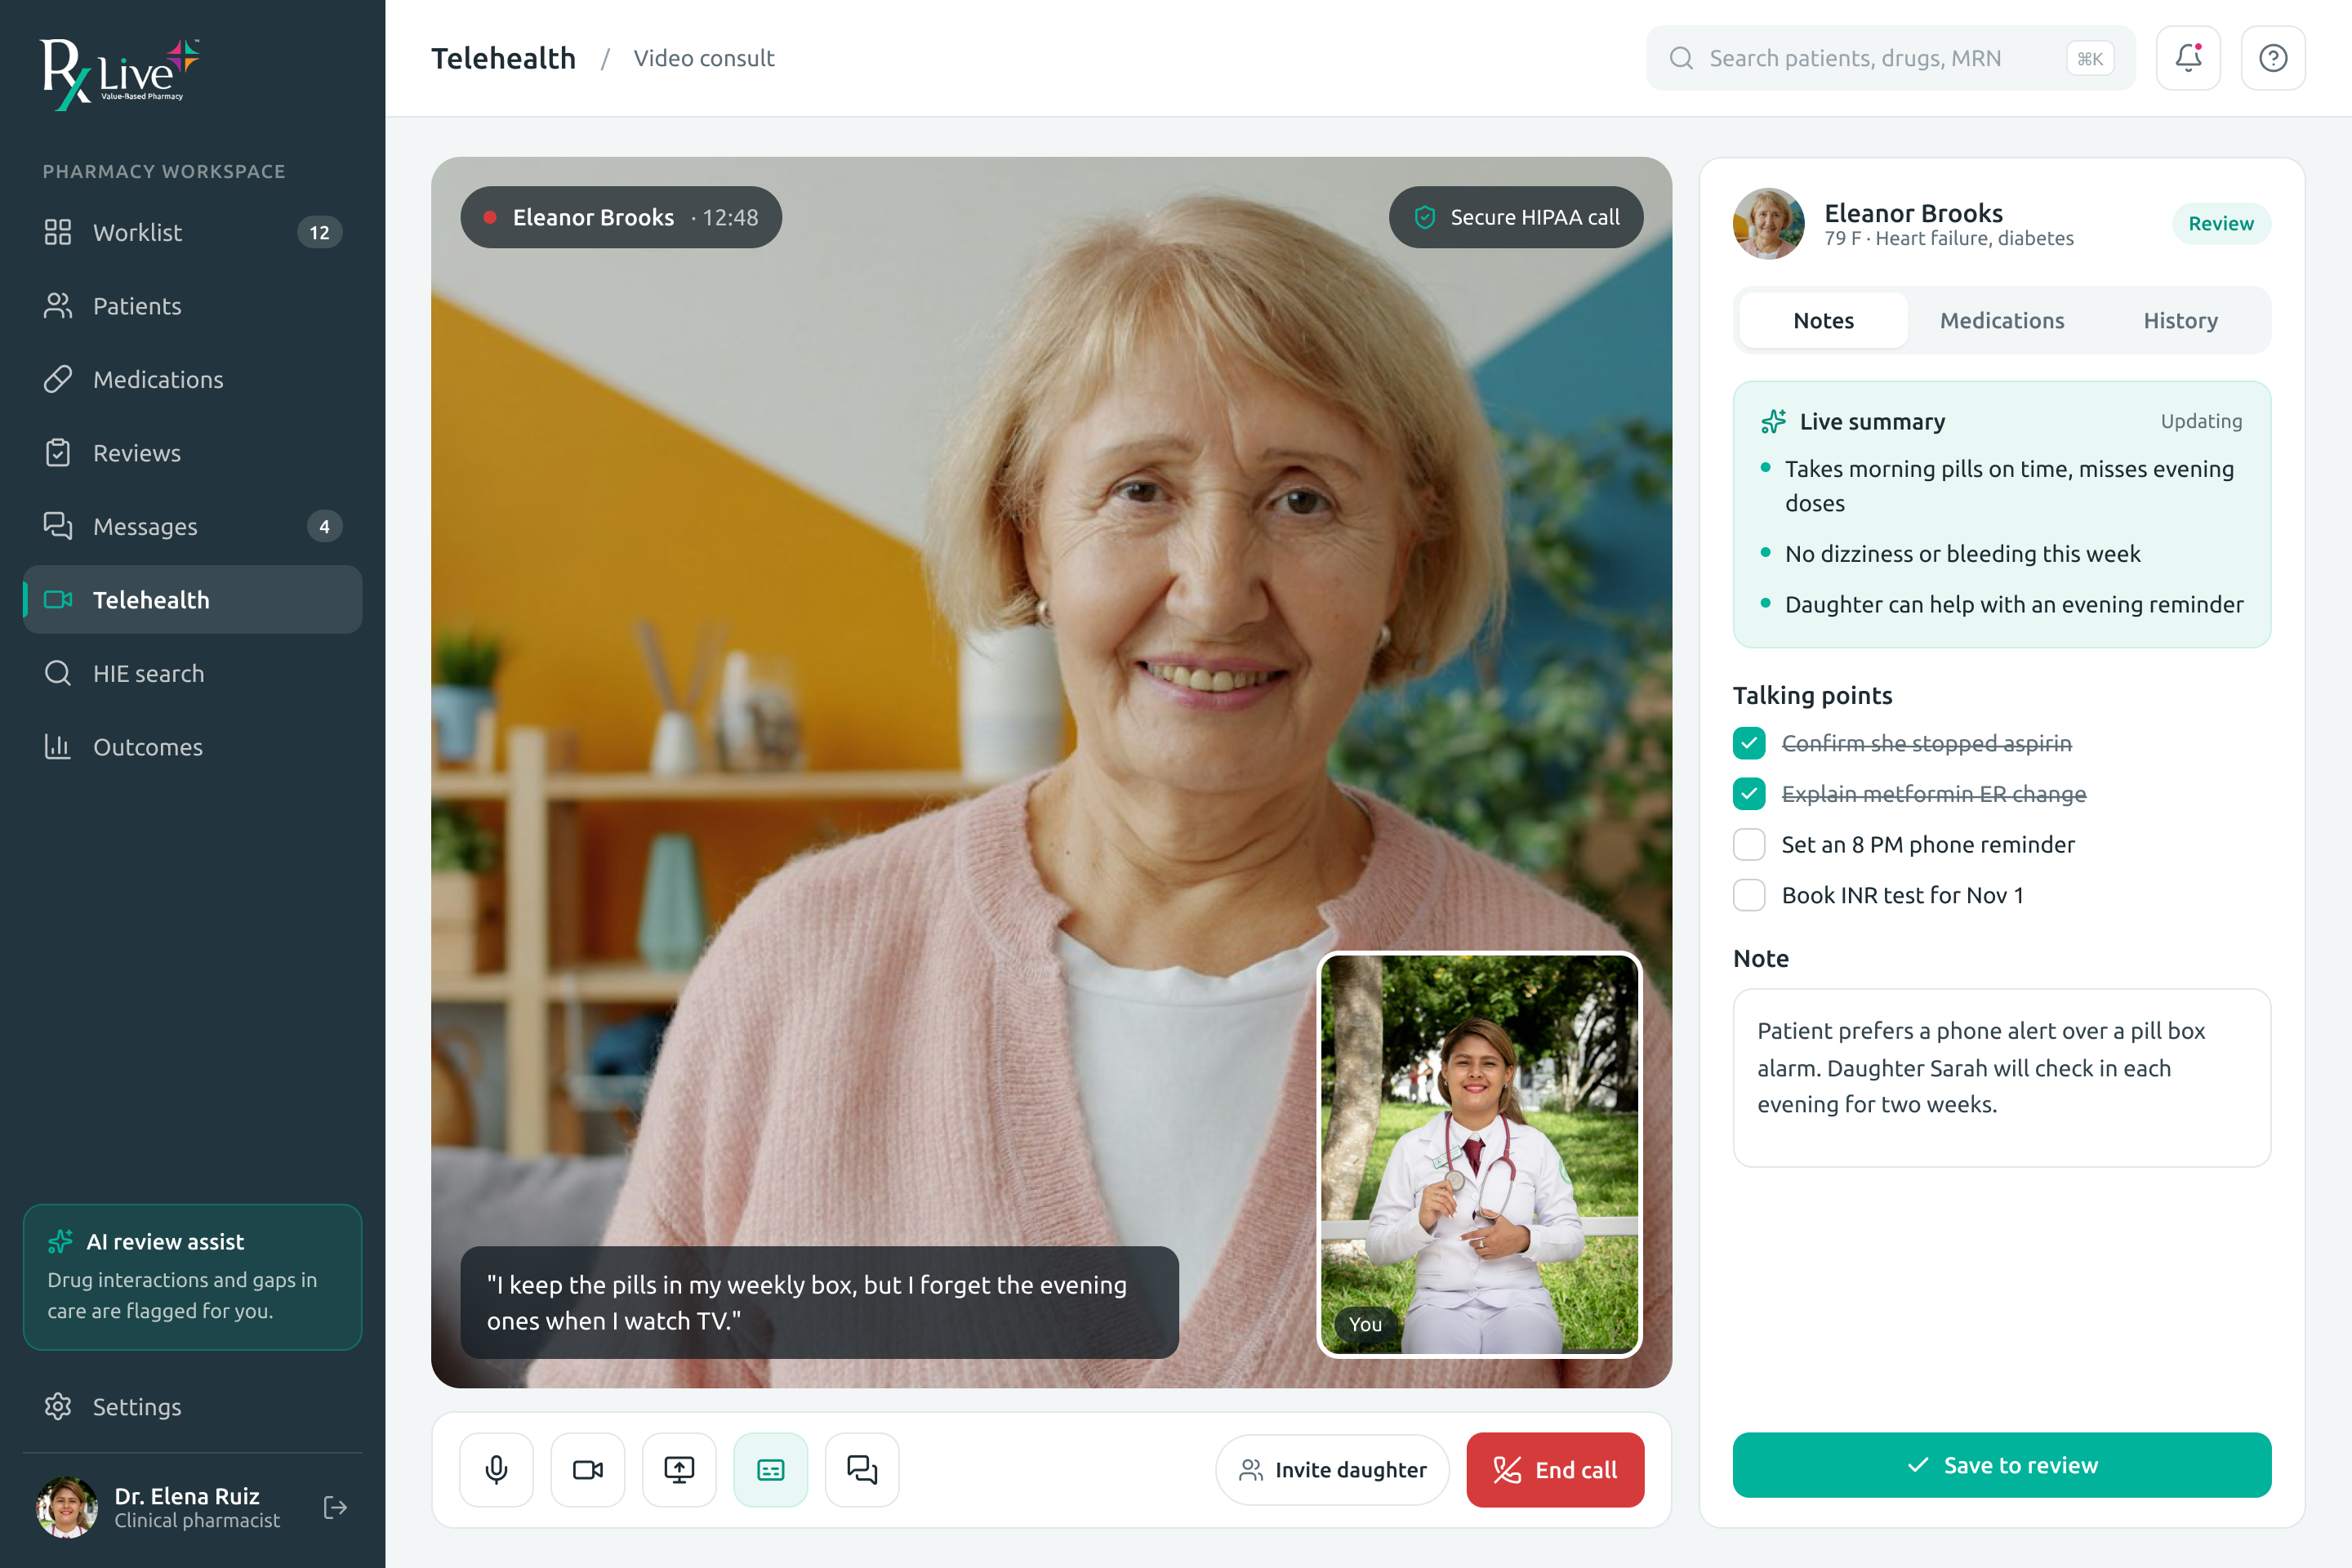 Rx Live ™
Value-Based Pharmacy
PHARMACY WORKSPACE
Worklist 12
Patients
Medications
Reviews
Messages 4
Telehealth
HIE search
Outcomes
AI review assist
Drug interactions and gaps in
care are flagged for you.
Settings
Dr. Elena Ruiz
Clinical pharmacist
Telehealth / Video consult
Search patients, drugs, MRN ⌘K
Eleanor Brooks · 12:48
Secure HIPAA call
"I keep the pills in my weekly box, but I forget the evening
ones when I watch TV."
You
Invite daughter
End call
Eleanor Brooks
79 F · Heart failure, diabetes
Review
Notes Medications History
Live summary Updating
Takes morning pills on time, misses evening
doses
No dizziness or bleeding this week
Daughter can help with an evening reminder
Talking points
Confirm she stopped aspirin
Explain metformin ER change
Set an 8 PM phone reminder
Book INR test for Nov 1
Note
Patient prefers a phone alert over a pill box
alarm. Daughter Sarah will check in each
evening for two weeks.
Save to review